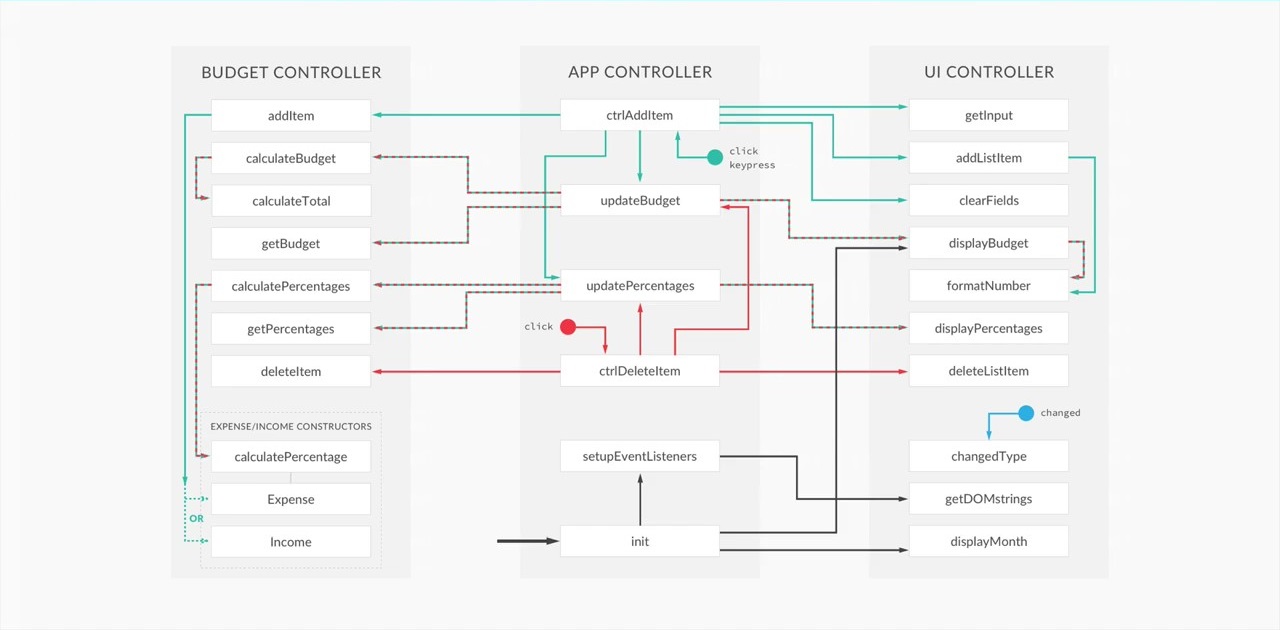 BUDGET CONTROLLER
addItem
calculateBudget
calculateTotal
getBudget
calculatePercentages
getPercentages
deleteItem
EXPENSE/INCOME CONSTRUCTORS
calculatePercentage
Expense
OR
Income
APP CONTROLLER
ctrlAddItem
click
keypress
updateBudget
updatePercentages
click
ctrlDeleteItem
setupEventListeners
init
UI CONTROLLER
getInput
addListItem
clearFields
displayBudget
formatNumber
displayPercentages
deleteListItem
changed
changedType
getDOMstrings
displayMonth